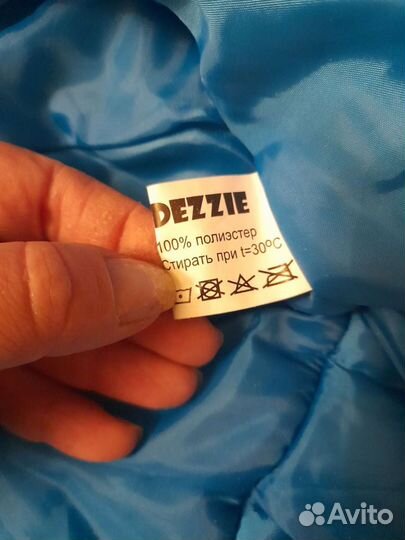 DEZZIE
100% полиэстер
Стирать при t=30°C
Avito